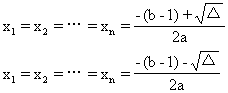 x₁ = x₂ = ⋯ = xₙ = -(b - 1) + √△ / 2a
x₁ = x₂ = ⋯ = xₙ = -(b - 1) - √△ / 2a